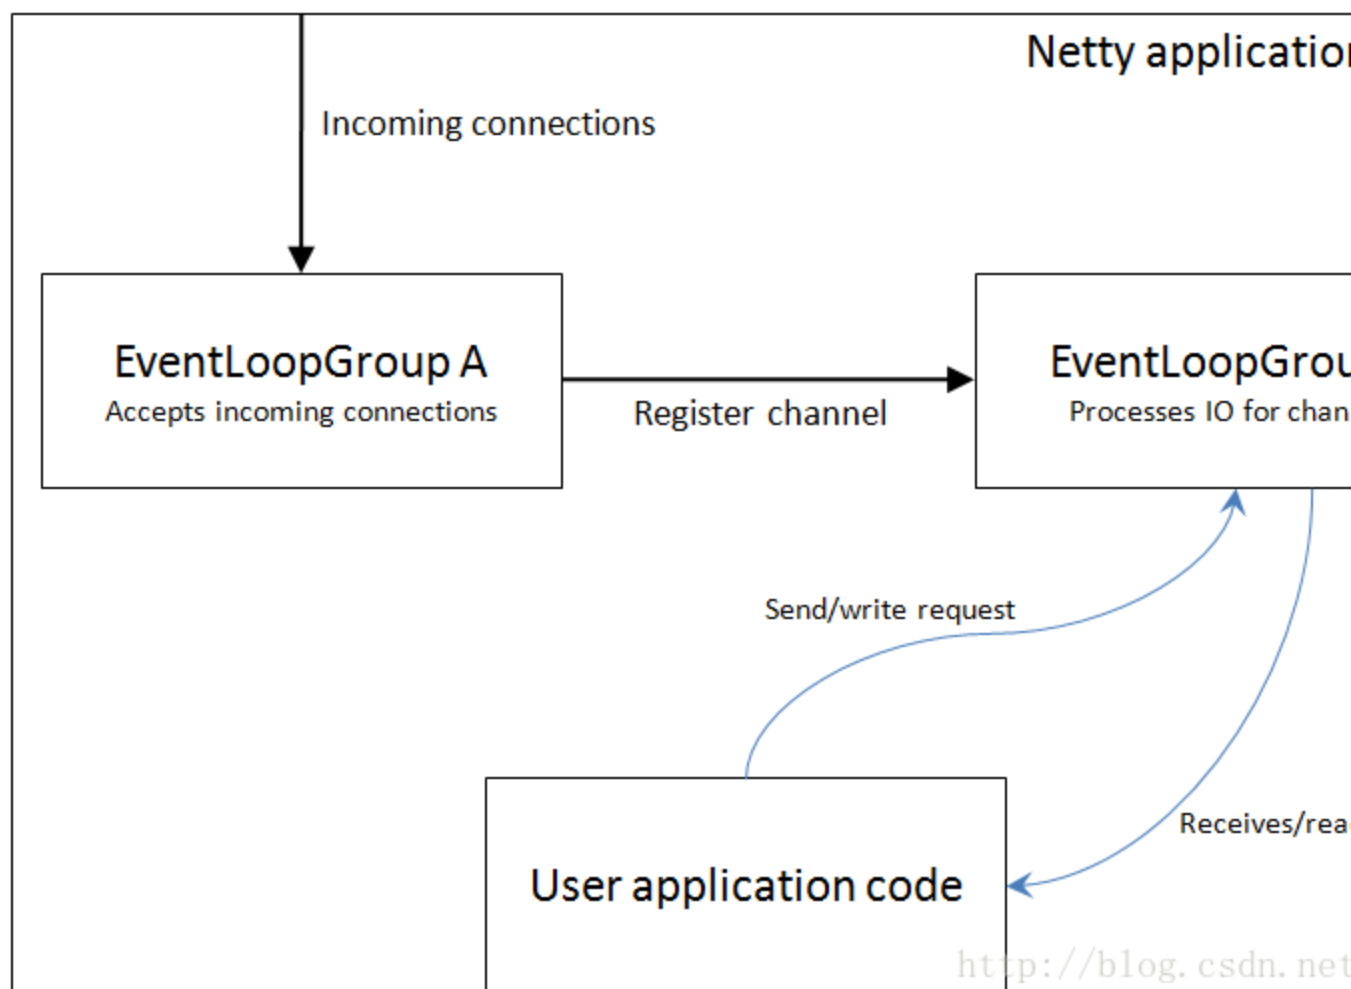 Netty application
Incoming connections
EventLoopGroup A
Accepts incoming connections
Register channel
EventLoopGrou
Processes IO for chan
Send/write request
Receives/rea
User application code
http://blog.csdn.net